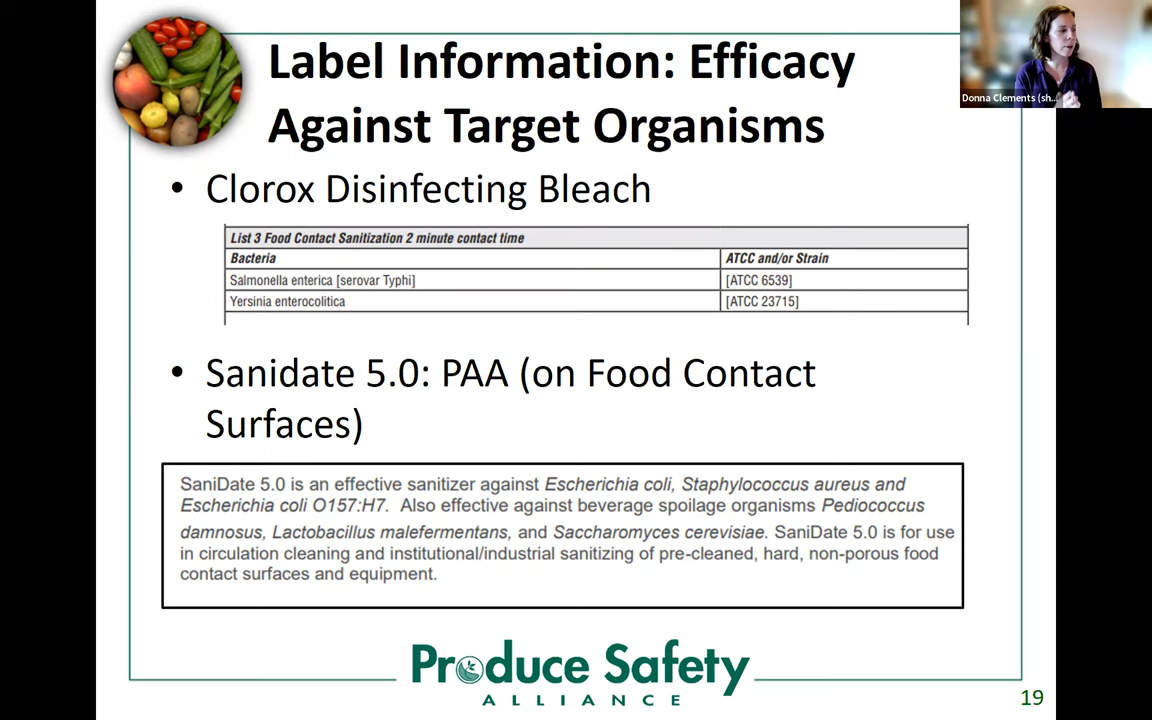 Label Information: Efficacy
Against Target Organisms
Donna Clements (sh...
• Clorox Disinfecting Bleach
List 3 Food Contact Sanitization 2 minute contact time
Bacteria ATCC and/or Strain
Salmonella enterica [serovar Typhi] [ATCC 6539]
Yersinia enterocolitica [ATCC 23715]
• Sanidate 5.0: PAA (on Food Contact
Surfaces)
SaniDate 5.0 is an effective sanitizer against Escherichia coli, Staphylococcus aureus and
Escherichia coli O157:H7. Also effective against beverage spoilage organisms Pediococcus
damnosus, Lactobacillus malefermentans, and Saccharomyces cerevisiae. SaniDate 5.0 is for use
in circulation cleaning and institutional/industrial sanitizing of pre-cleaned, hard, non-porous food
contact surfaces and equipment.
Produce Safety
ALLIANCE
19